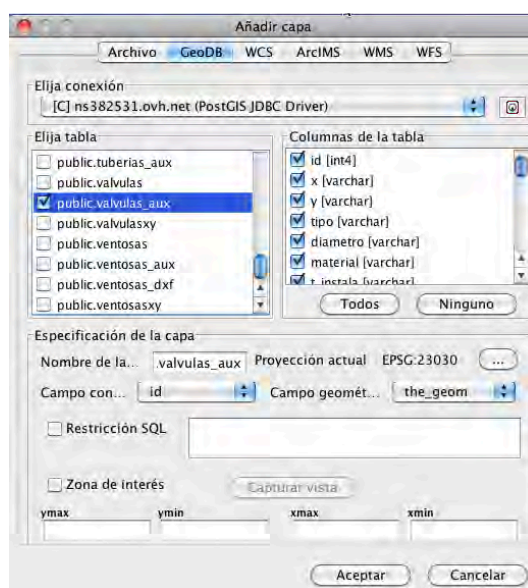 Añadir capa
Archivo GeoDB WCS ArcIMS WMS WFS
Elija conexión
[C] ns382531.ovh.net (PostGIS JDBC Driver)
Elija tabla
public.tuberias_aux
public.valvulas
public.valvulas_aux
public.valvulasxy
public.ventosas
public.ventosas_aux
public.ventosas_dxf
public.ventosasxy
Columnas de la tabla
id [int4]
x [varchar]
y [varchar]
tipo [varchar]
diametro [varchar]
material [varchar]
t_instala [varchar]
Todos Ninguno
Especificación de la capa
Nombre de la... .valvulas_aux Proyección actual EPSG:23030 ...
Campo con... id Campo geomét... the_geom
Restricción SQL
Zona de interés Capturar vista
ymax ymin xmax xmin
Aceptar Cancelar